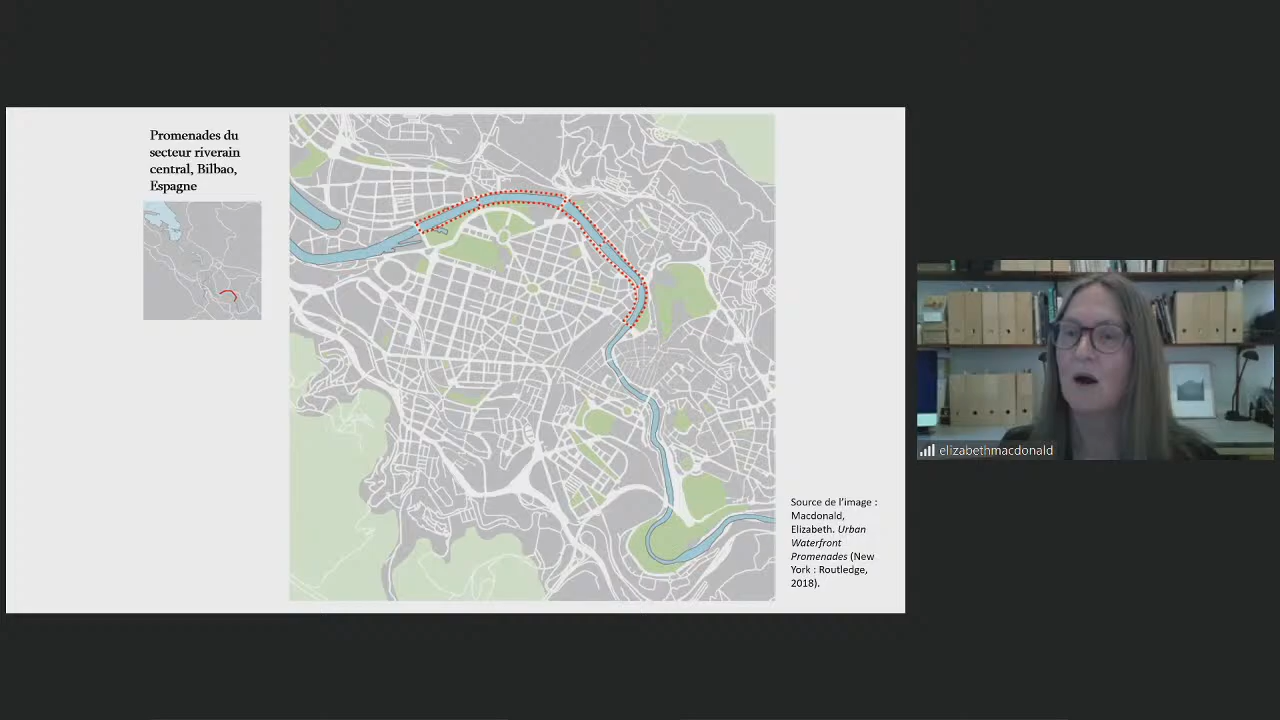 Promenades du
secteur riverain
central, Bilbao,
Espagne
Source de l'image :
Macdonald,
Elizabeth. Urban
Waterfront
Promenades (New
York : Routledge,
2018).
elizabethmacdonald